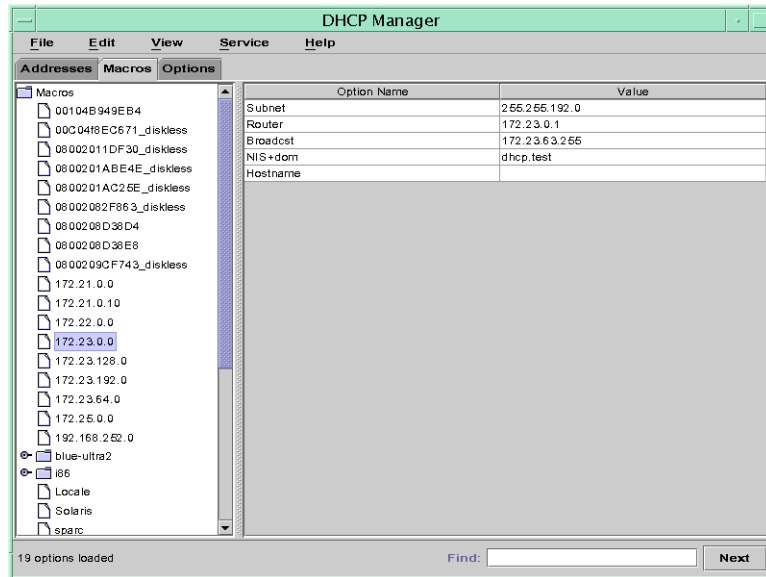 DHCP Manager
File Edit View Service Help
Addresses Macros Options
Macros
00104B949EB4
00C04f8EC671_diskless
08002011DF30_diskless
0800201ABE4E_diskless
0800201AC25E_diskless
08002082F863_diskless
0800208D38D4
0800208D38E8
0800209CF743_diskless
172.21.0.0
172.21.0.10
172.22.0.0
172.23.0.0
172.23.128.0
172.23.192.0
172.23.64.0
172.25.0.0
192.168.252.0
blue-ultra2
i86
Locale
Solaris
sparc
Option Name Value
Subnet 255.255.192.0
Router 172.23.0.1
Broadcst 172.23.63.255
NIS+dom dhcp.test
Hostname
19 options loaded
Find: Next